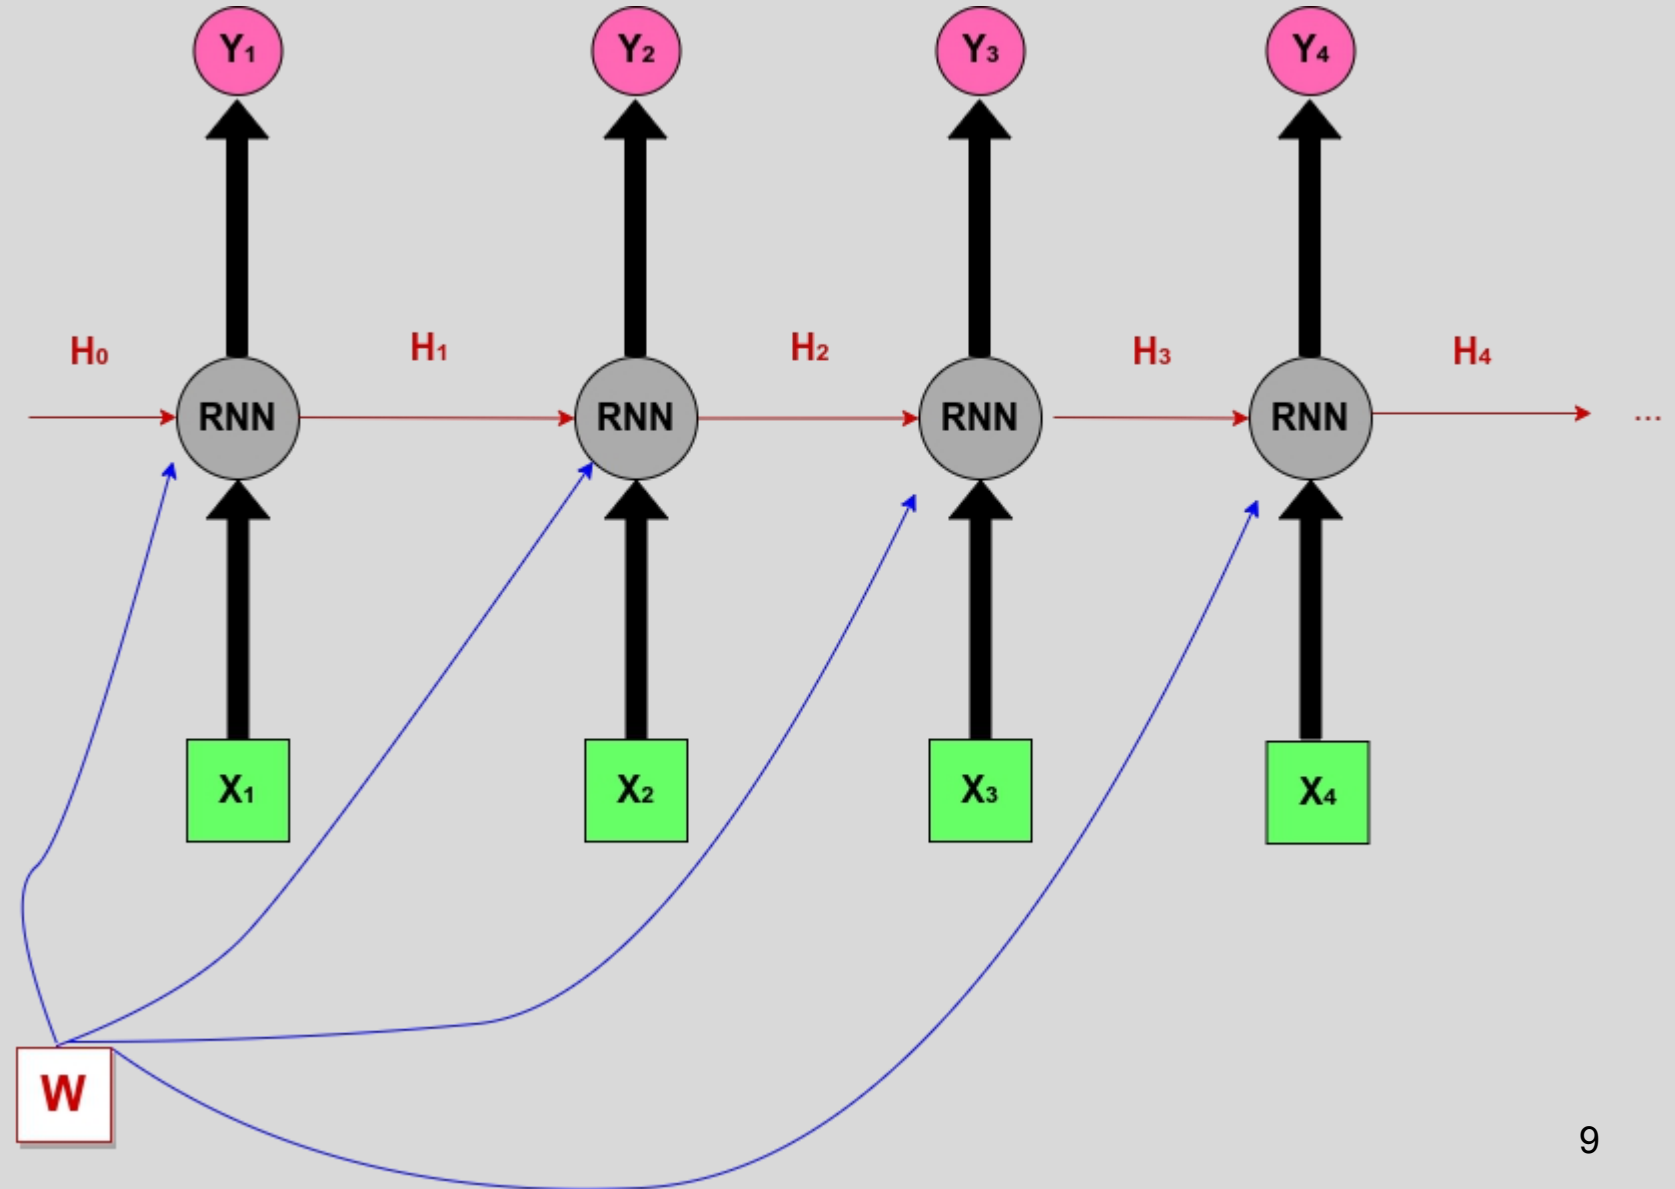 Y₁ Y₂ Y₃ Y₄
H₀ H₁ H₂ H₃ H₄
RNN RNN RNN RNN ...
X₁ X₂ X₃ X₄
W
9